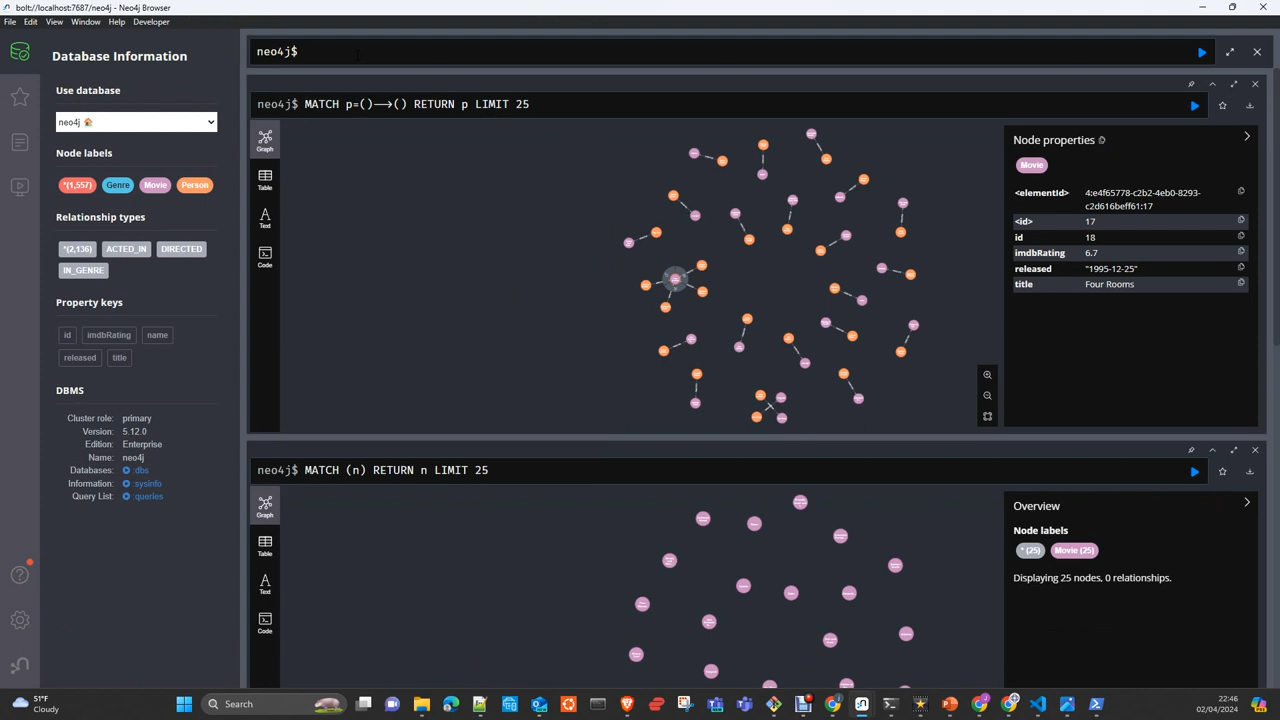 bolt://localhost:7687/neo4j - Neo4j Browser
File Edit View Window Help Developer
Database Information
Use database
neo4j
Node labels
*(1,557) Genre Movie Person
Relationship types
*(2,136) ACTED_IN DIRECTED
IN_GENRE
Property keys
id imdbRating name
released title
DBMS
Cluster role: primary
Version: 5.12.0
Edition: Enterprise
Name: neo4j
Databases: :dbs
Information: :sysinfo
Query List: :queries
neo4j$
neo4j$ MATCH p=()-->() RETURN p LIMIT 25
Graph
Table
Text
Code
Node properties
Movie
<elementId> 4:e4f65778-c2b2-4eb0-8293-
c2d616beff61:17
<id> 17
id 18
imdbRating 6.7
released "1995-12-25"
title Four Rooms
neo4j$ MATCH (n) RETURN n LIMIT 25
Graph
Table
Text
Code
Overview
Node labels
* (25) Movie (25)
Displaying 25 nodes, 0 relationships.
51°F
Cloudy
Search
22:46
02/04/2024